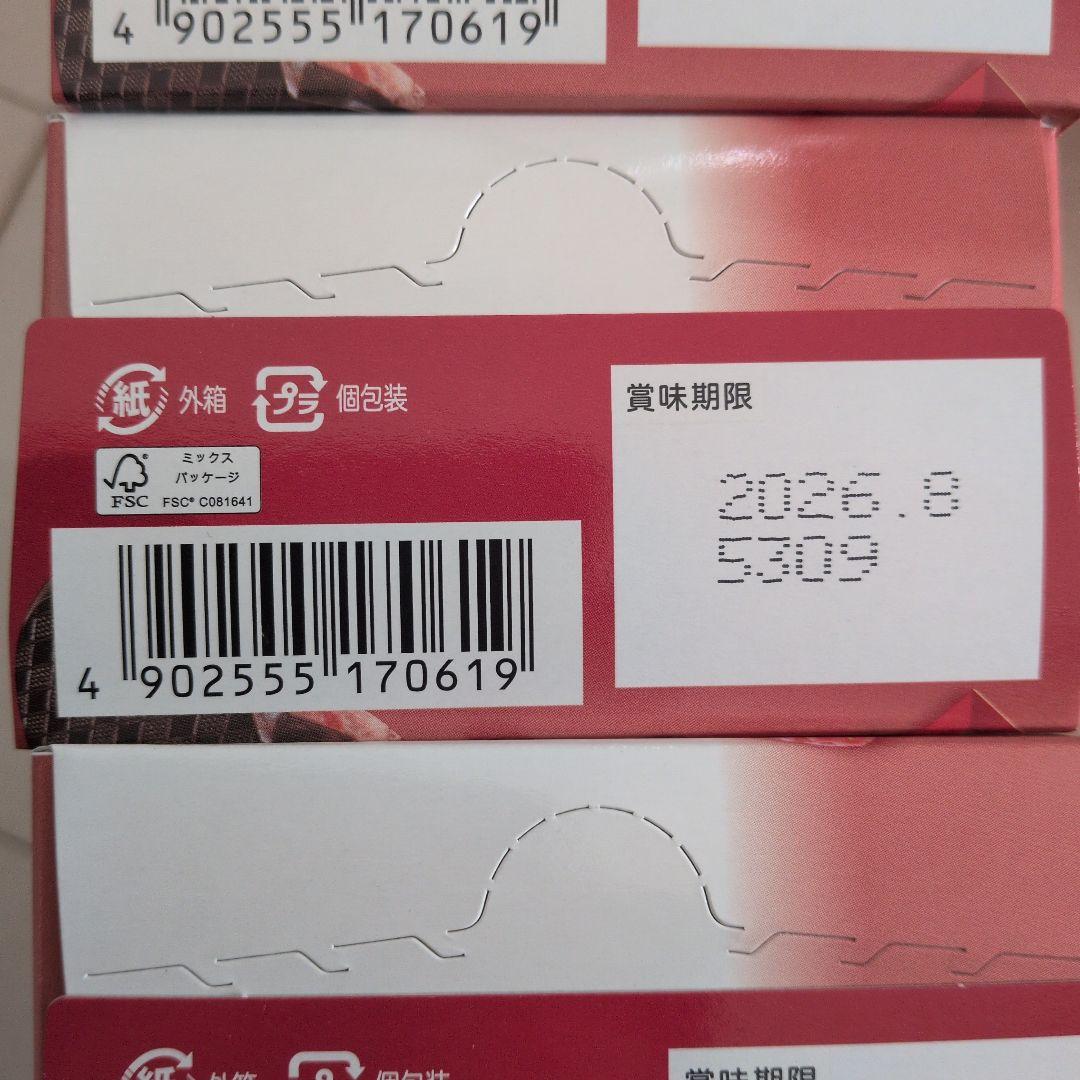 4 902555 170619
紙 外箱 プラ 個包装
賞味期限
FSC® ミックス
パッケージ
FSC® C081641
2026.8
5309
4 902555 170619
紙 外箱 個包装
賞味期限